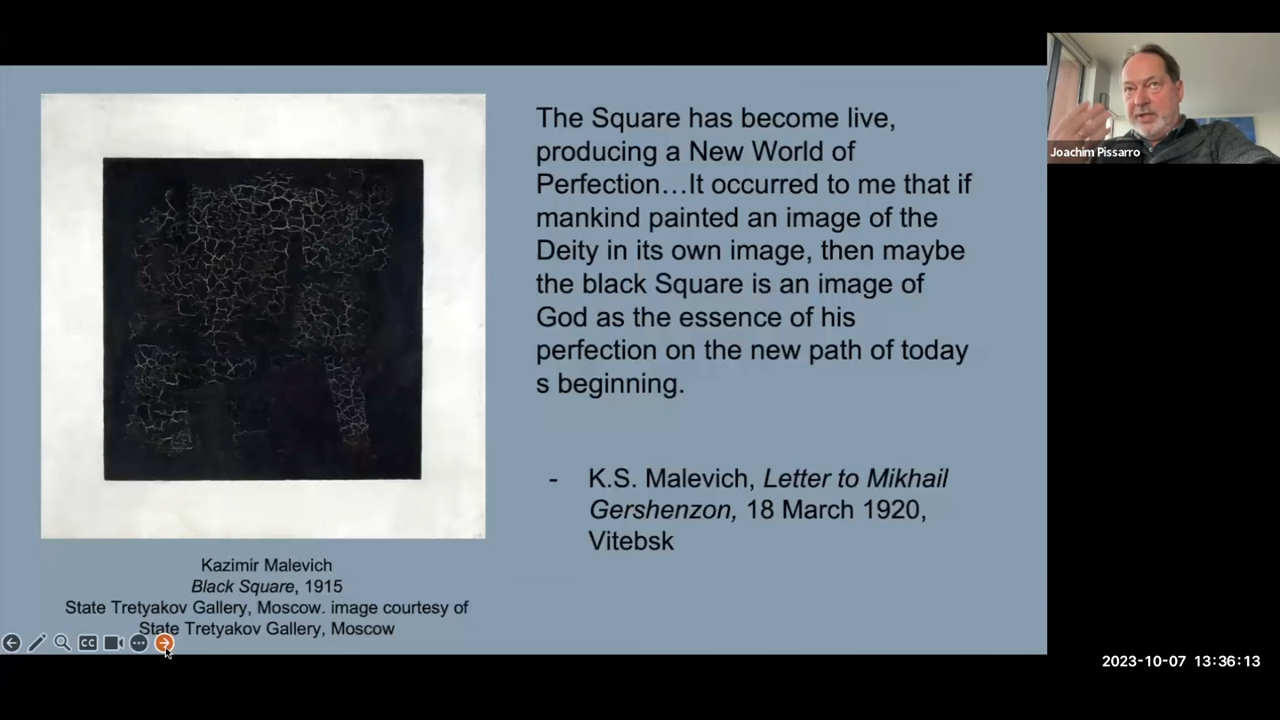 The Square has become live,
producing a New World of
Perfection…It occurred to me that if
mankind painted an image of the
Deity in its own image, then maybe
the black Square is an image of
God as the essence of his
perfection on the new path of today
s beginning.
- K.S. Malevich, Letter to Mikhail
Gershenzon, 18 March 1920,
Vitebsk
Kazimir Malevich
Black Square, 1915
State Tretyakov Gallery, Moscow. image courtesy of
State Tretyakov Gallery, Moscow
CC
Joachim Pissarro
2023-10-07 13:36:13